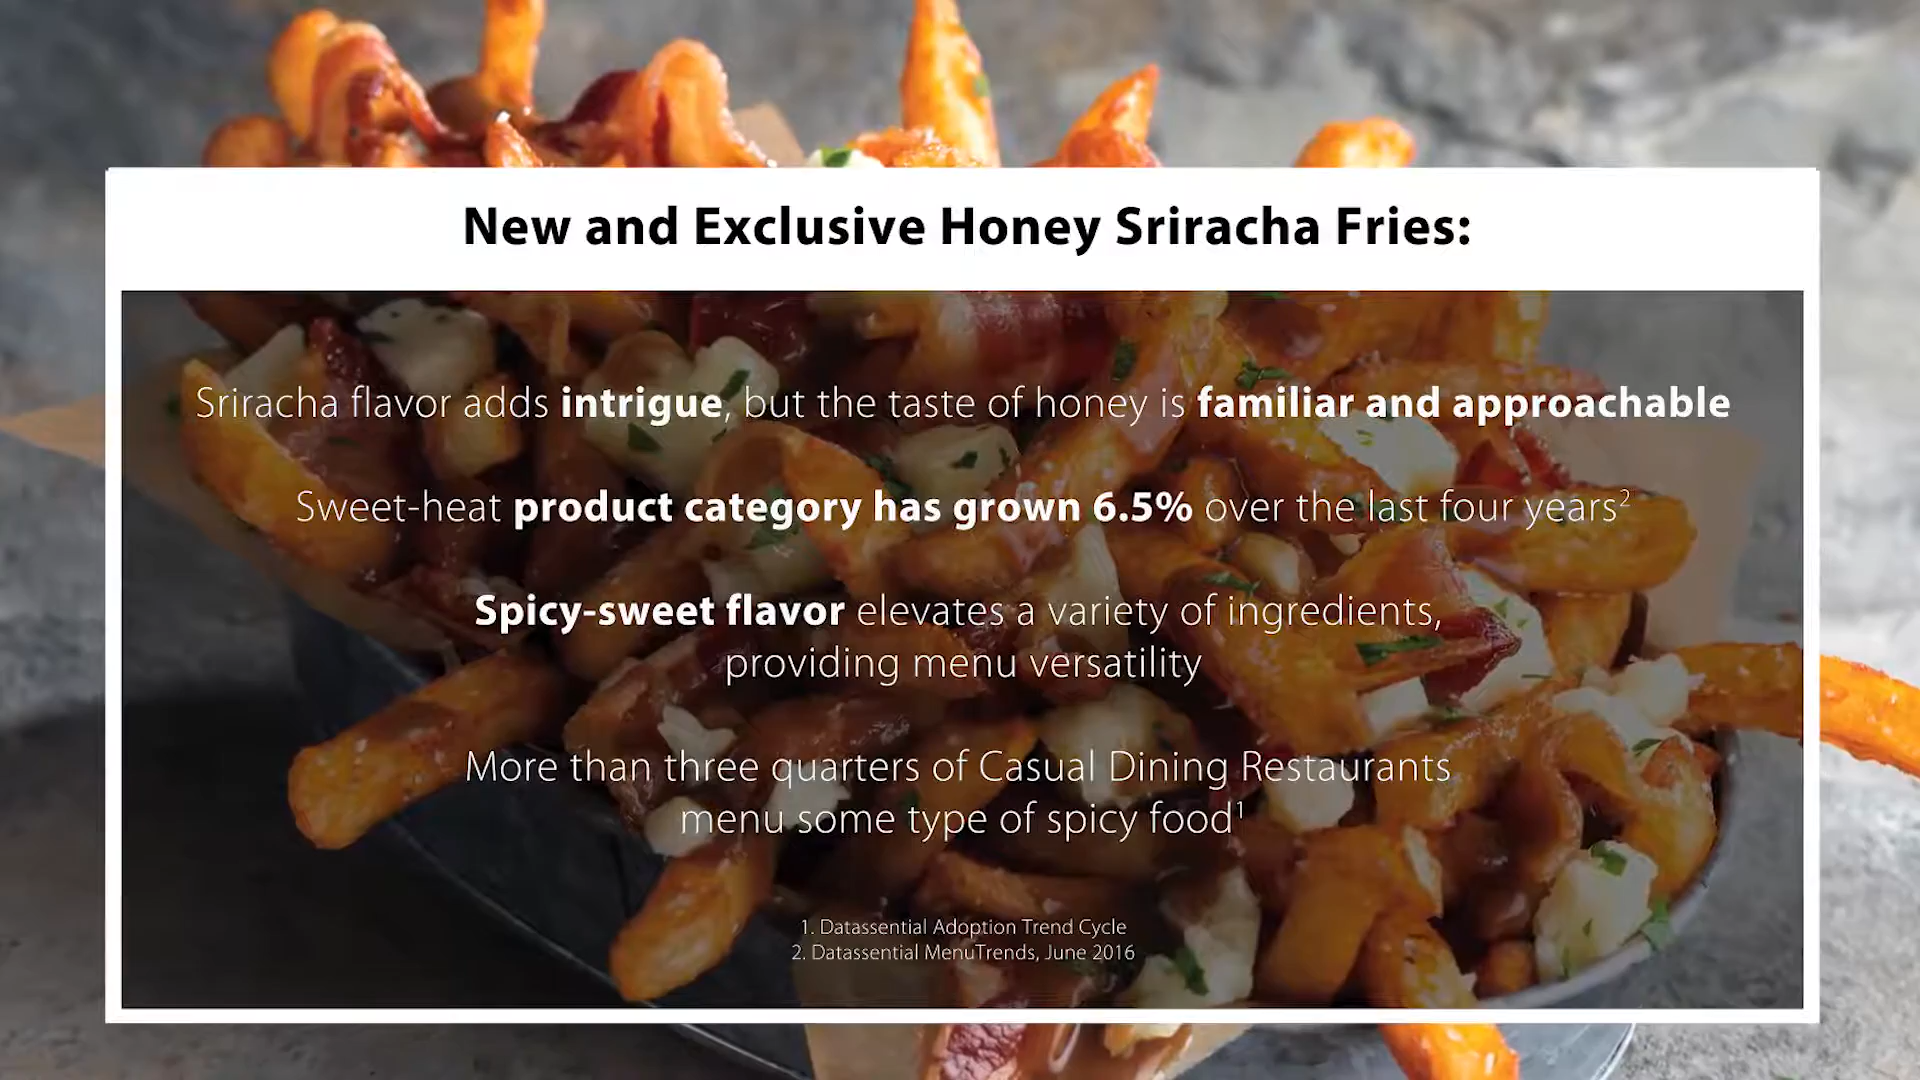 New and Exclusive Honey Sriracha Fries:
Sriracha flavor adds intrigue, but the taste of honey is familiar and approachable
Sweet-heat product category has grown 6.5% over the last four years²
Spicy-sweet flavor elevates a variety of ingredients,
providing menu versatility
More than three quarters of Casual Dining Restaurants
menu some type of spicy food¹
1. Datassential Adoption Trend Cycle
2. Datassential MenuTrends, June 2016